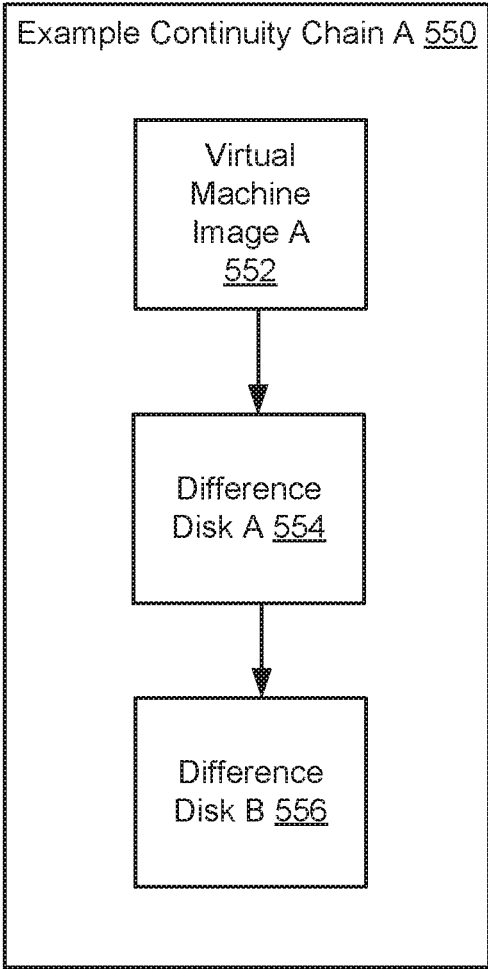 Example Continuity Chain A 550
Virtual
Machine
Image A
552
Difference
Disk A 554
Difference
Disk B 556